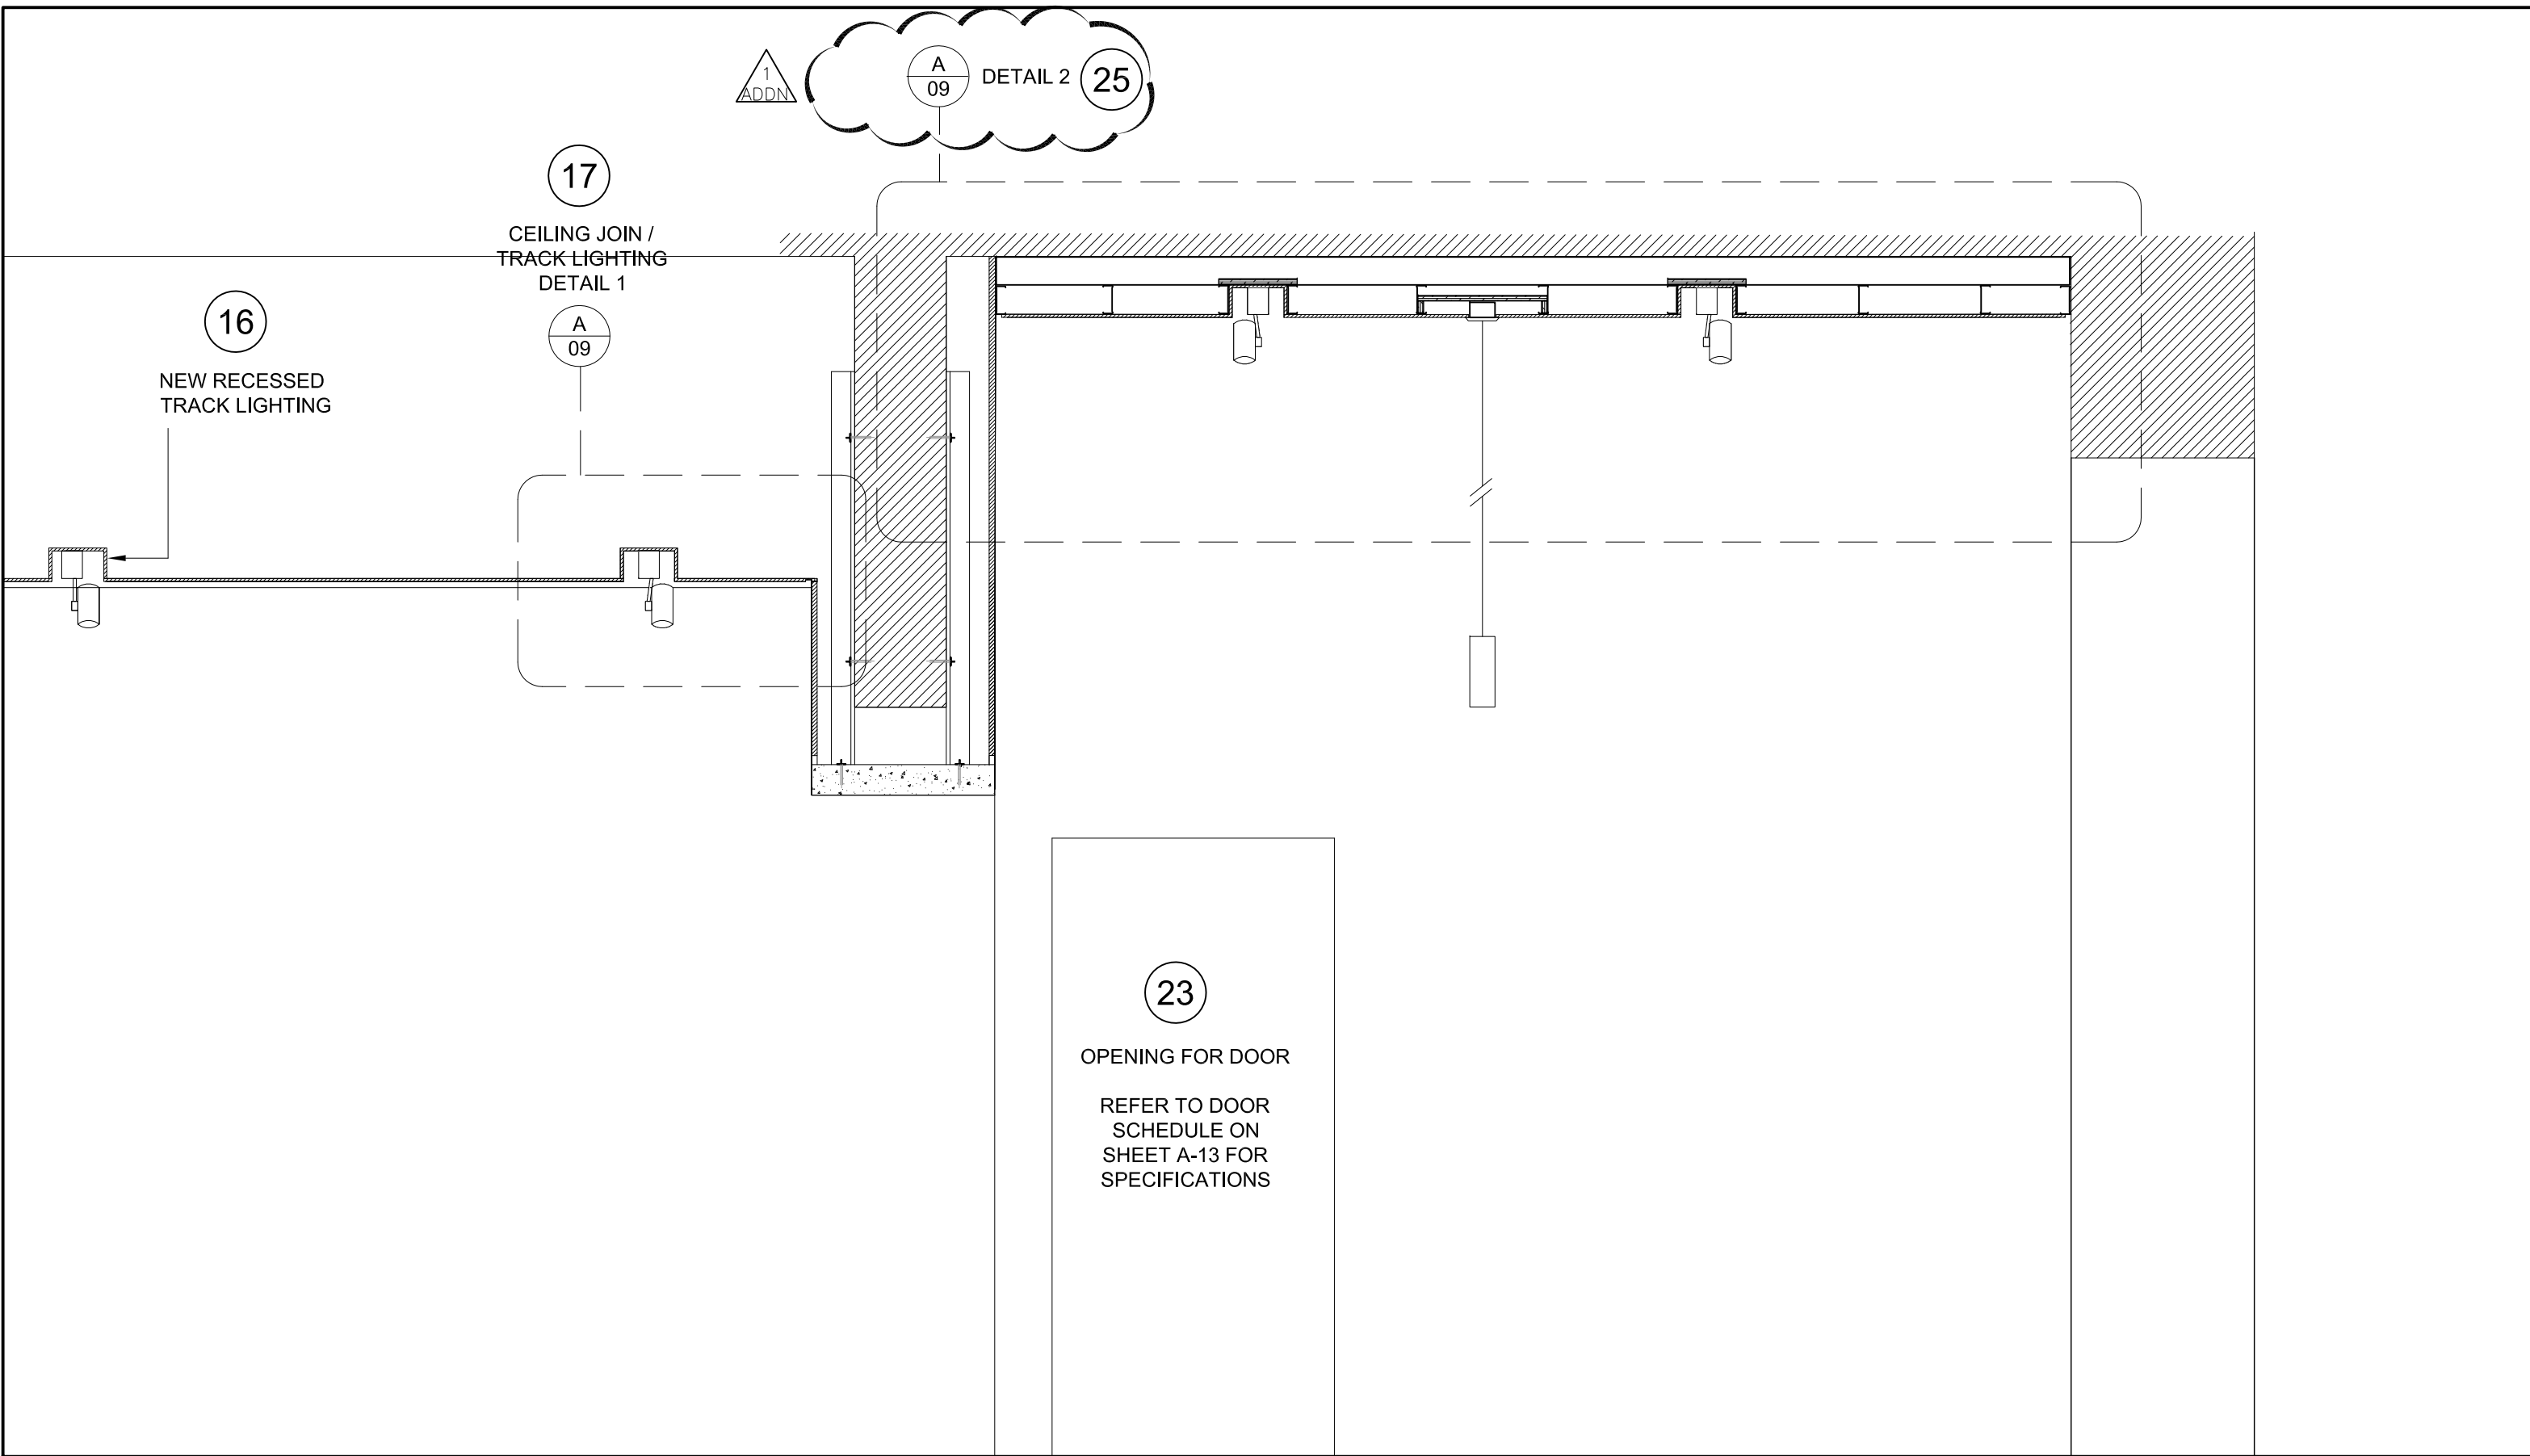 1
ADDN
A
09
DETAIL 2
25
17
CEILING JOIN /
TRACK LIGHTING
DETAIL 1
A
09
16
NEW RECESSED
TRACK LIGHTING
23
OPENING FOR DOOR
REFER TO DOOR
SCHEDULE ON
SHEET A-13 FOR
SPECIFICATIONS